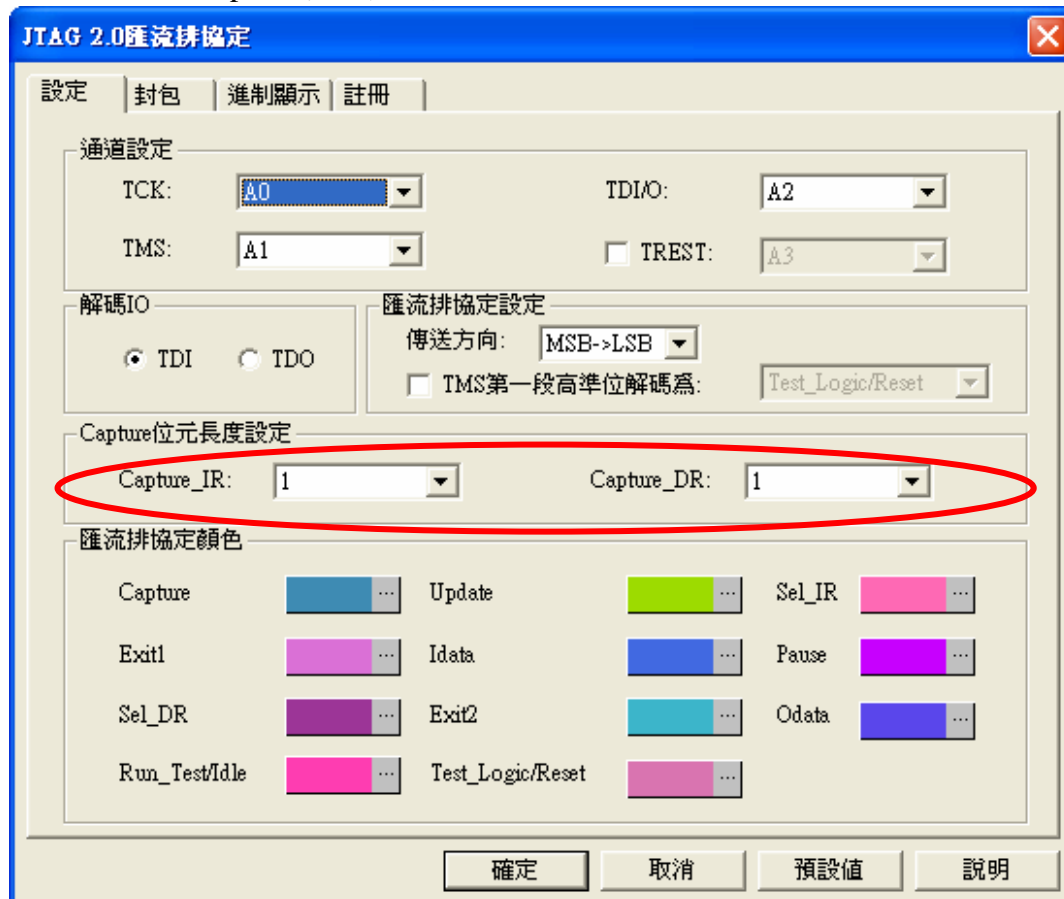 JTAG 2.0匯流排協定
設定 封包 進制顯示 註冊
通道設定
TCK: A0 TDI/O: A2
TMS: A1 TREST: A3
解碼IO 匯流排協定設定
傳送方向: MSB->LSB
TDI TDO
TMS第一段高準位解碼為: Test_Logic/Reset
Capture位元長度設定
Capture_IR: 1 Capture_DR: 1
匯流排協定顏色
Capture ... Update ... Sel_IR ...
Exit1 ... Idata ... Pause ...
Sel_DR ... Exit2 ... Odata ...
Run_Test/Idle ... Test_Logic/Reset ...
確定 取消 預設值 說明